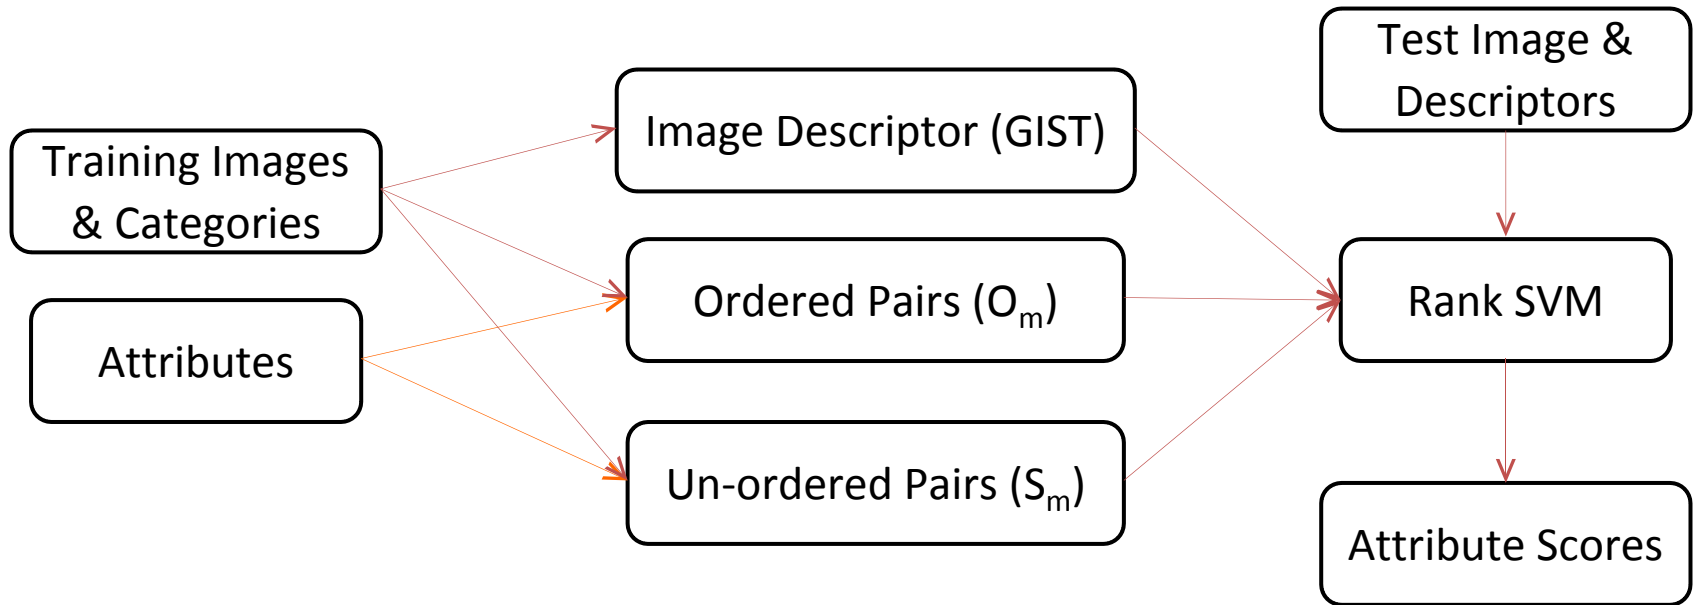 Training Images
& Categories
Attributes
Image Descriptor (GIST)
Ordered Pairs (Oₘ)
Un-ordered Pairs (Sₘ)
Test Image &
Descriptors
Rank SVM
Attribute Scores